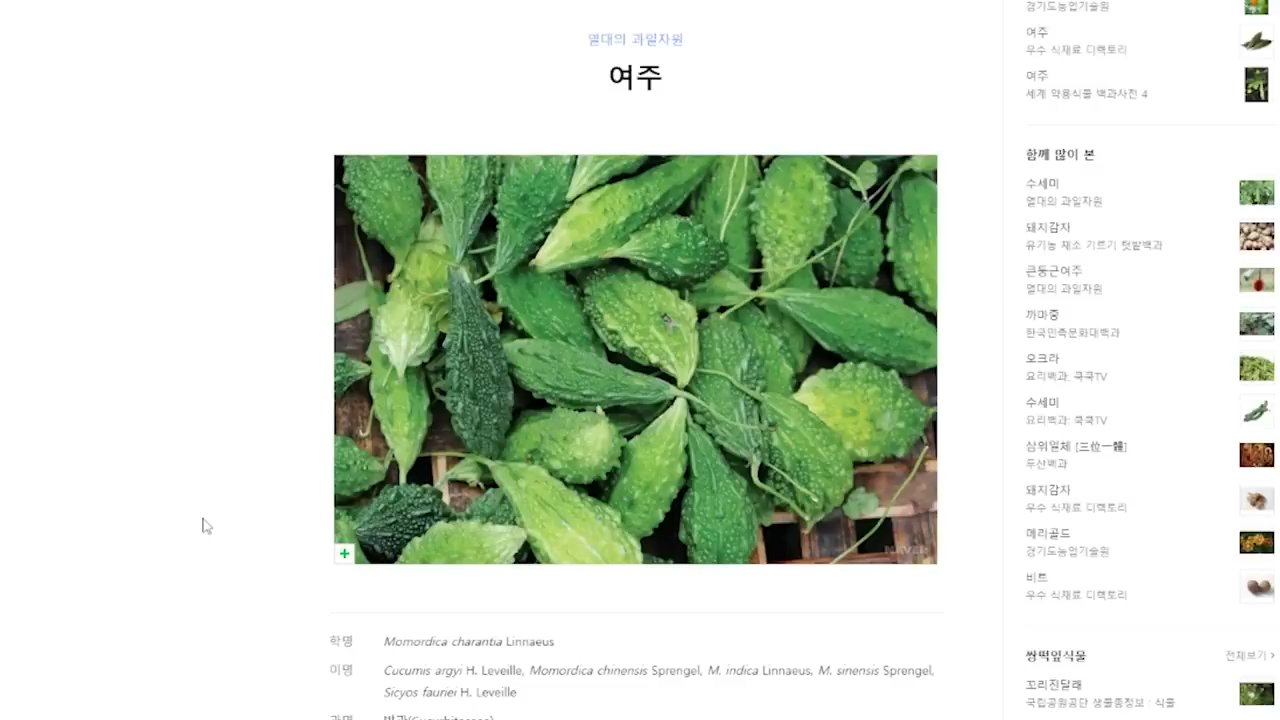 열대의 과일자원
여주
NAVER
학명 Momordica charantia Linnaeus
이명 Cucumis argyi H. Leveille, Momordica chinensis Sprengel, M. indica Linnaeus, M. sinensis Sprengel,
Sicyos fauriei H. Leveille
경기도농업기술원
여주
우수 식재료 디렉토리
여주
세계 약용식물 백과사전 4
함께 많이 본
수세미
열대의 과일자원
돼지감자
유기농 채소 기르기 텃밭백과
큰둥근여주
열대의 과일자원
까마중
한국민족문화대백과
오크라
요리백과: 쿡쿡TV
수세미
요리백과: 쿡쿡TV
삼위일체 [三位一體]
두산백과
돼지감자
우수 식재료 디렉토리
메리골드
경기도농업기술원
비트
우수 식재료 디렉토리
쌍떡잎식물 전체보기
꼬리진달래
국립공원공단 생물종정보 : 식물